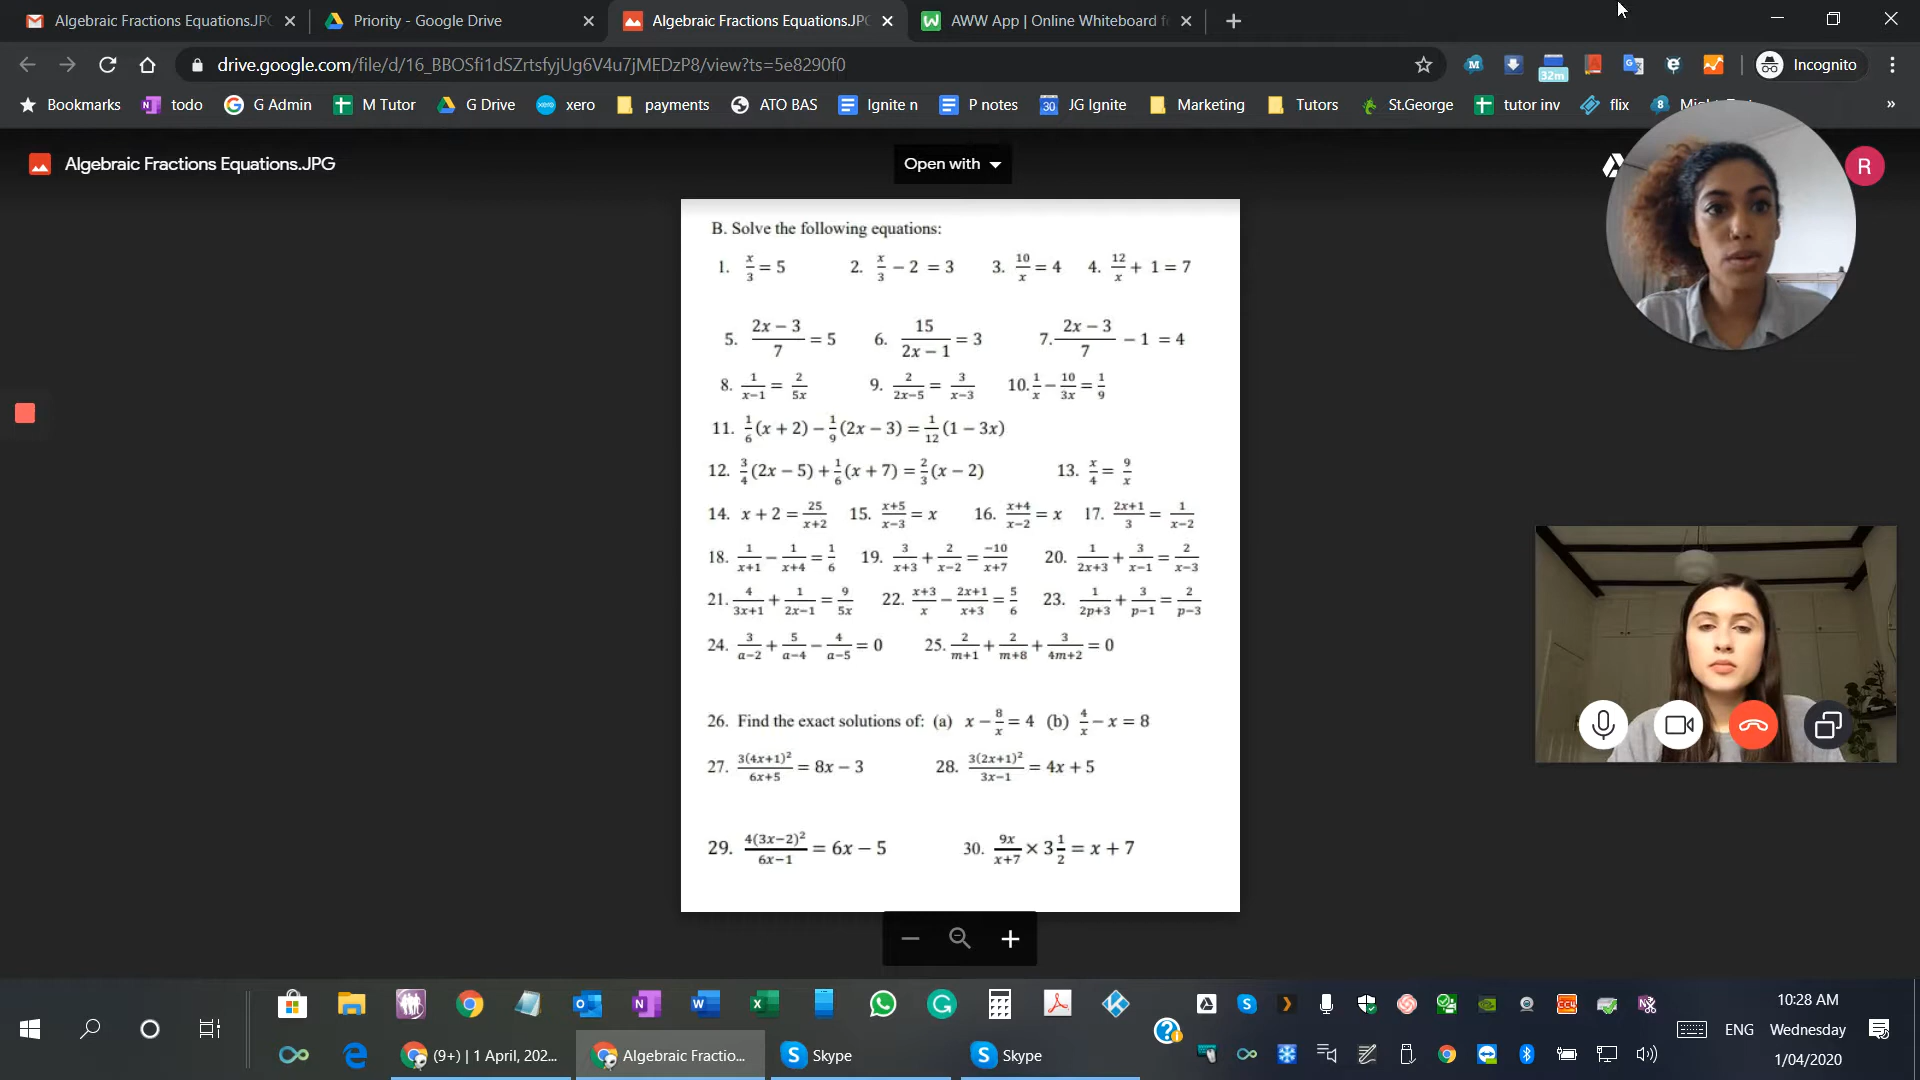 Algebraic Fractions Equations.JPG
Priority - Google Drive
Algebraic Fractions Equations.JPG
AWW App | Online Whiteboard f
drive.google.com/file/d/16_BBOSfi1dSZrtsfyjUg6V4u7jMEDzP8/view?ts=5e8290f0
32m
Incognito
Bookmarks todo G Admin M Tutor G Drive xero payments ATO BAS Ignite n P notes 30 JG Ignite Marketing Tutors St.George tutor inv flix
Algebraic Fractions Equations.JPG
Open with
R
B. Solve the following equations:
1. x/3 = 5 2. x/3 − 2 = 3 3. 10/x = 4 4. 12/x + 1 = 7
5. (2x − 3)/7 = 5 6. 15/(2x − 1) = 3 7. (2x − 3)/7 − 1 = 4
8. 1/(x−1) = 2/5x 9. 2/(2x−5) = 3/(x−3) 10. 1/x − 10/3x = 1/9
11. 1/6 (x + 2) − 1/9 (2x − 3) = 1/12 (1 − 3x)
12. 3/4 (2x − 5) + 1/6 (x + 7) = 2/3 (x − 2) 13. x/4 = 9/x
14. x + 2 = 25/(x+2) 15. (x+5)/(x−3) = x 16. (x+4)/(x−2) = x 17. (2x+1)/3 = 1/(x−2)
18. 1/(x+1) − 1/(x+4) = 1/6 19. 3/(x+3) + 2/(x−2) = −10/(x+7) 20. 1/(2x+3) + 3/(x−1) = 2/(x−3)
21. 4/(3x+1) + 1/(2x−1) = 9/5x 22. (x+3)/x − (2x+1)/(x+3) = 5/6 23. 1/(2p+3) + 3/(p−1) = 2/(p−3)
24. 3/(a−2) + 5/(a−4) − 4/(a−5) = 0 25. 2/(m+1) + 2/(m+8) + 3/(4m+2) = 0
26. Find the exact solutions of: (a) x − 8/x = 4 (b) 4/x − x = 8
27. 3(4x+1)²/(6x+5) = 8x − 3 28. 3(2x+1)²/(3x−1) = 4x + 5
29. 4(3x−2)²/(6x−1) = 6x − 5 30. 9x/(x+7) × 3 1/2 = x + 7
(9+) | 1 April, 202...
Algebraic Fractio...
Skype
Skype
ENG
10:28 AM
Wednesday
1/04/2020